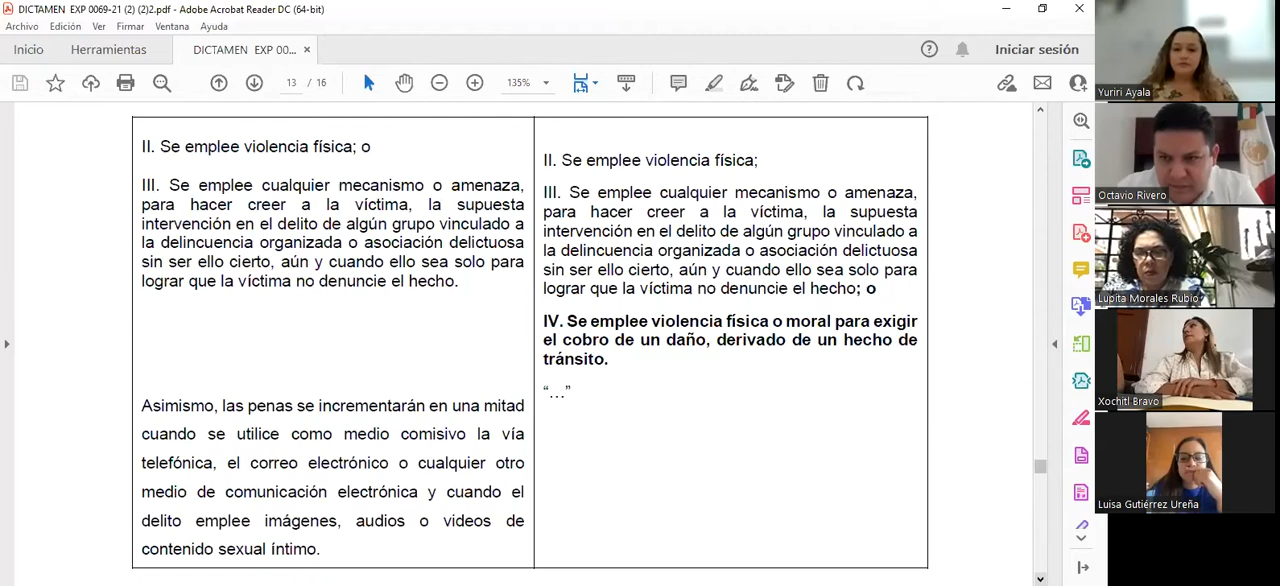 DICTAMEN EXP 0069-21 (2) (2)2.pdf - Adobe Acrobat Reader DC (64-bit)
Archivo Edición Ver Firmar Ventana Ayuda
Inicio Herramientas DICTAMEN EXP 00... ×
Iniciar sesión
13 / 16
135%
II. Se emplee violencia física; o
III. Se emplee cualquier mecanismo o amenaza,
para hacer creer a la víctima, la supuesta
intervención en el delito de algún grupo vinculado a
la delincuencia organizada o asociación delictuosa
sin ser ello cierto, aún y cuando ello sea solo para
lograr que la víctima no denuncie el hecho.
Asimismo, las penas se incrementarán en una mitad
cuando se utilice como medio comisivo la vía
telefónica, el correo electrónico o cualquier otro
medio de comunicación electrónica y cuando el
delito emplee imágenes, audios o videos de
contenido sexual íntimo.
II. Se emplee violencia física;
III. Se emplee cualquier mecanismo o amenaza,
para hacer creer a la víctima, la supuesta
intervención en el delito de algún grupo vinculado a
la delincuencia organizada o asociación delictuosa
sin ser ello cierto, aún y cuando ello sea solo para
lograr que la víctima no denuncie el hecho; o
IV. Se emplee violencia física o moral para exigir
el cobro de un daño, derivado de un hecho de
tránsito.
“…”
Yuriri Ayala
Octavio Rivero
Lupita Morales Rubio
Xochitl Bravo
Luisa Gutiérrez Ureña